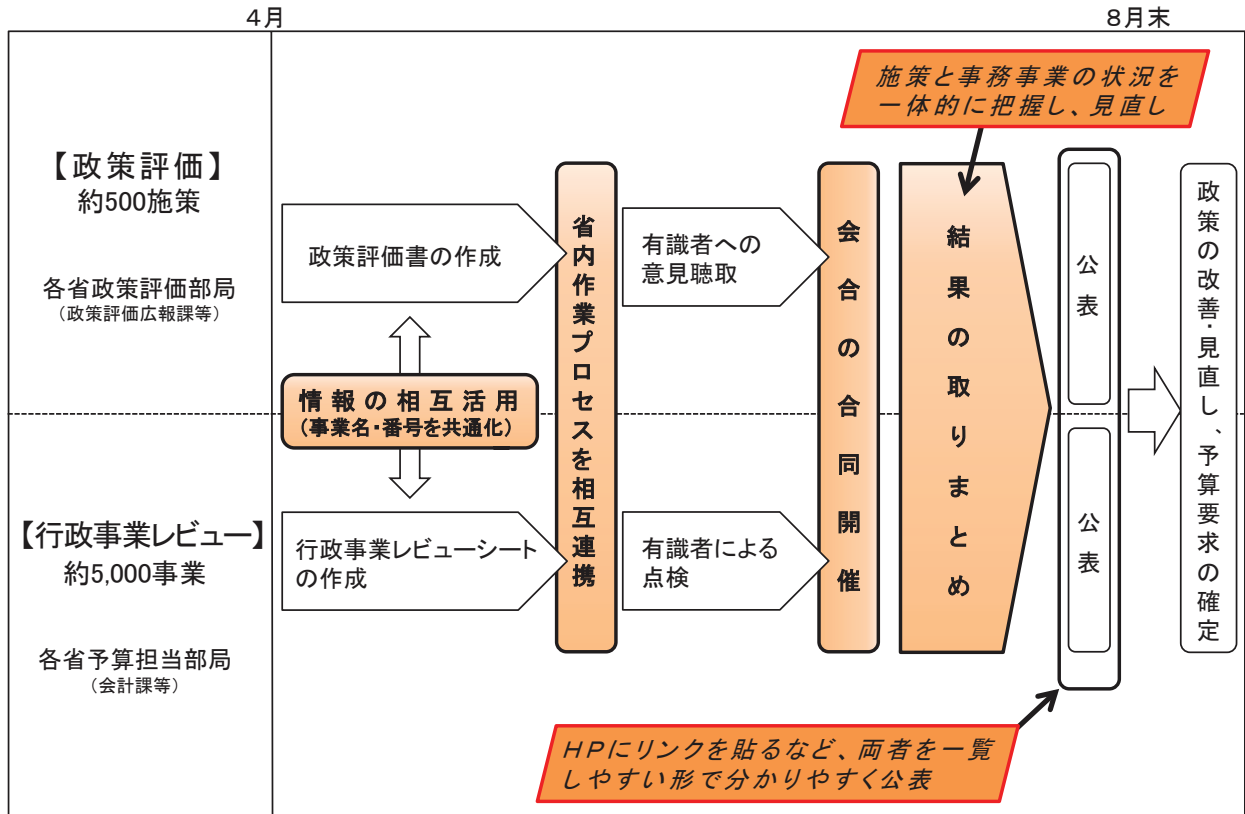 4月
8月末
施策と事務事業の状況を
一体的に把握し、見直し
【政策評価】
約500施策
各省政策評価部局
（政策評価広報課等）
政策評価書の作成
情報の相互活用
（事業名・番号を共通化）
省内作業プロセスを相互連携
有識者への
意見聴取
会合の合同開催
結果の取りまとめ
公表
政策の改善・見直し、予算要求の確定
【行政事業レビュー】
約5,000事業
各省予算担当部局
（会計課等）
行政事業レビューシート
の作成
有識者による
点検
公表
ＨＰにリンクを貼るなど、両者を一覧
しやすい形で分かりやすく公表